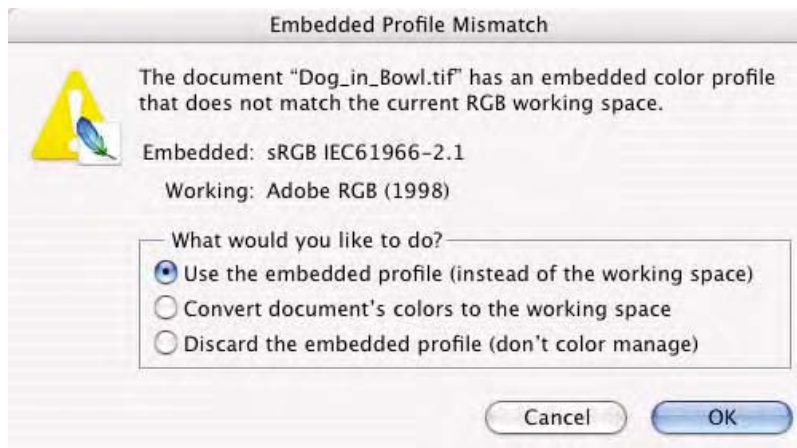 Embedded Profile Mismatch
The document “Dog_in_Bowl.tif” has an embedded color profile
that does not match the current RGB working space.
Embedded: sRGB IEC61966-2.1
Working: Adobe RGB (1998)
What would you like to do?
Use the embedded profile (instead of the working space)
Convert document’s colors to the working space
Discard the embedded profile (don’t color manage)
Cancel OK